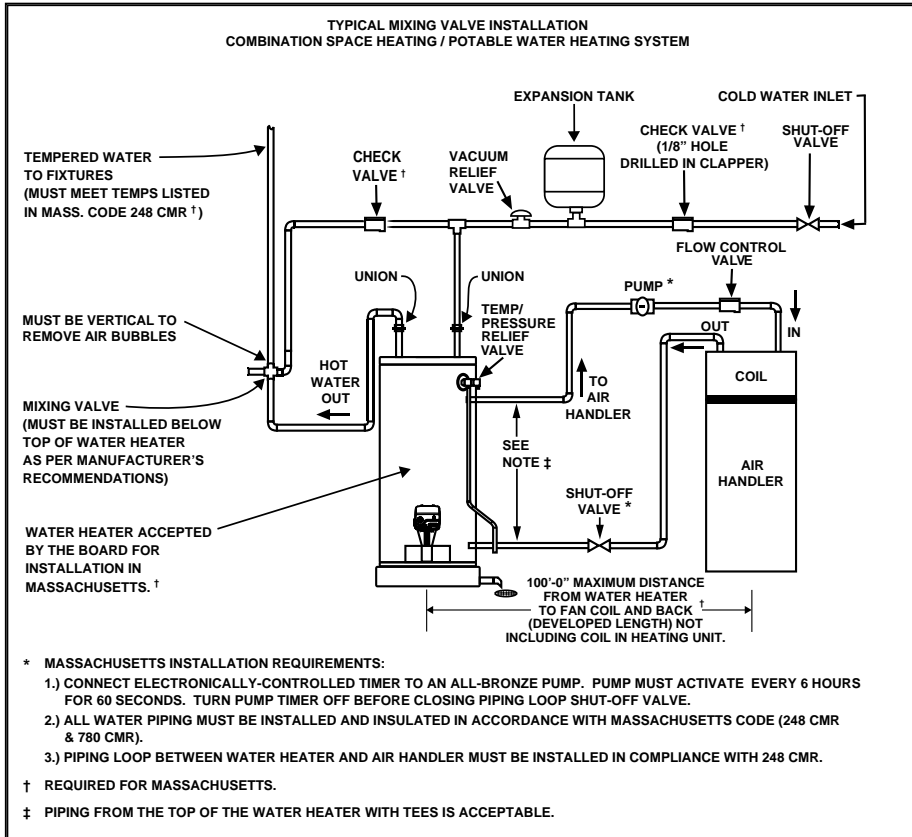 TYPICAL MIXING VALVE INSTALLATION
COMBINATION SPACE HEATING / POTABLE WATER HEATING SYSTEM
EXPANSION TANK
COLD WATER INLET
TEMPERED WATER
TO FIXTURES
(MUST MEET TEMPS LISTED
IN MASS. CODE 248 CMR †)
CHECK
VALVE †
VACUUM
RELIEF
VALVE
CHECK VALVE †
(1/8" HOLE
DRILLED IN CLAPPER)
SHUT-OFF
VALVE
FLOW CONTROL
VALVE
UNION
UNION
PUMP *
TEMP/
PRESSURE
RELIEF
VALVE
OUT
IN
MUST BE VERTICAL TO
REMOVE AIR BUBBLES
HOT
WATER
OUT
TO
AIR
HANDLER
COIL
MIXING VALVE
(MUST BE INSTALLED BELOW
TOP OF WATER HEATER
AS PER MANUFACTURER'S
RECOMMENDATIONS)
SEE
NOTE ‡
AIR
HANDLER
SHUT-OFF
VALVE *
WATER HEATER ACCEPTED
BY THE BOARD FOR
INSTALLATION IN
MASSACHUSETTS. †
100'-0" MAXIMUM DISTANCE
FROM WATER HEATER
TO FAN COIL AND BACK †
(DEVELOPED LENGTH) NOT
INCLUDING COIL IN HEATING UNIT.
* MASSACHUSETTS INSTALLATION REQUIREMENTS:
1.) CONNECT ELECTRONICALLY-CONTROLLED TIMER TO AN ALL-BRONZE PUMP. PUMP MUST ACTIVATE EVERY 6 HOURS
FOR 60 SECONDS. TURN PUMP TIMER OFF BEFORE CLOSING PIPING LOOP SHUT-OFF VALVE.
2.) ALL WATER PIPING MUST BE INSTALLED AND INSULATED IN ACCORDANCE WITH MASSACHUSETTS CODE (248 CMR
& 780 CMR).
3.) PIPING LOOP BETWEEN WATER HEATER AND AIR HANDLER MUST BE INSTALLED IN COMPLIANCE WITH 248 CMR.
† REQUIRED FOR MASSACHUSETTS.
‡ PIPING FROM THE TOP OF THE WATER HEATER WITH TEES IS ACCEPTABLE.